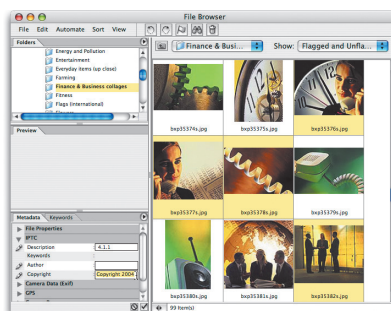 File Browser
File Edit Automate Sort View
Folders
Finance & Busi... Show: Flagged and Unfla...
Energy and Pollution
Entertainment
Everyday items (up close)
Farming
Finance & Business collages
Fitness
Flags (international)
Preview
bxp35374s.jpg bxp35375s.jpg bxp35376s.jpg
bxp35377s.jpg bxp35378s.jpg bxp35379s.jpg
Metadata Keywords
File Properties
IPTC
Description : 4.1.1
Keywords :
Author :
Copyright : Copyright 2004
Camera Data (Exif)
GPS
bxp35380s.jpg bxp35381s.jpg bxp35382s.jpg
99 Item(s)